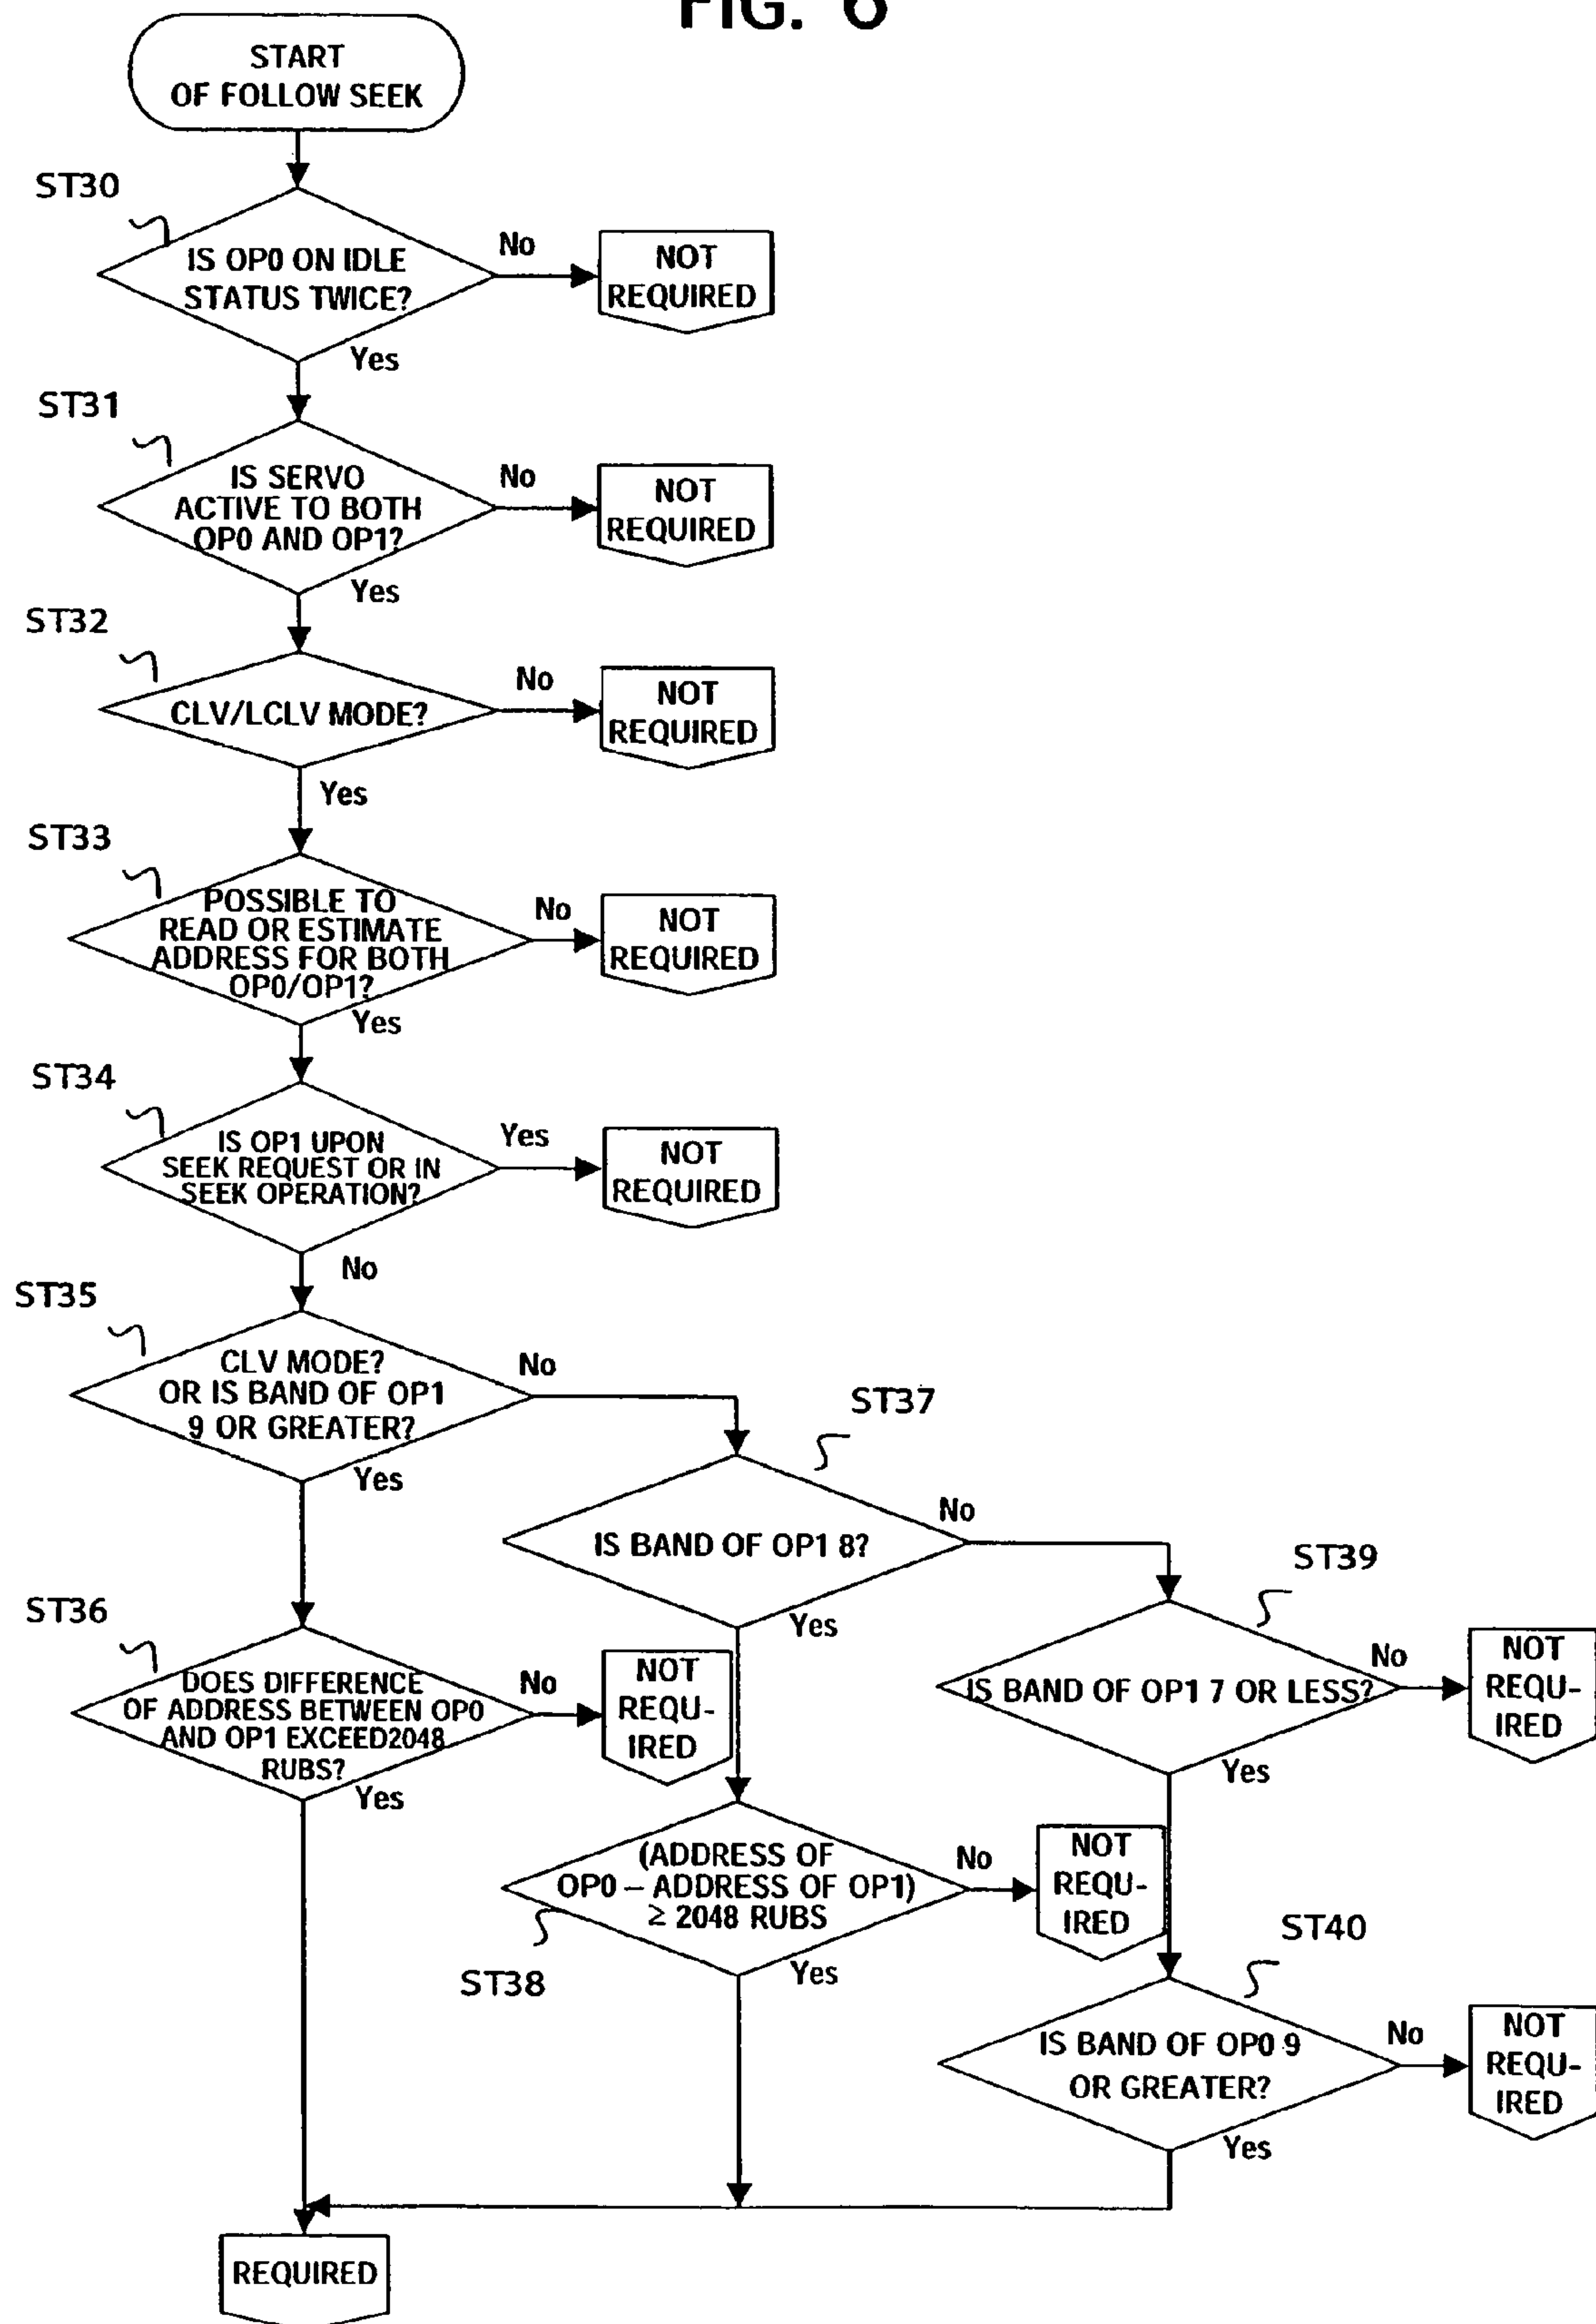 FIG. 6
START
OF FOLLOW SEEK
ST30
IS OP0 ON IDLE
STATUS TWICE?
No
NOT
REQUIRED
Yes
ST31
IS SERVO
ACTIVE TO BOTH
OP0 AND OP1?
No
NOT
REQUIRED
Yes
ST32
CLV/LCLV MODE?
No
NOT
REQUIRED
Yes
ST33
POSSIBLE TO
READ OR ESTIMATE
ADDRESS FOR BOTH
OP0/OP1?
No
NOT
REQUIRED
Yes
ST34
IS OP1 UPON
SEEK REQUEST OR IN
SEEK OPERATION?
Yes
NOT
REQUIRED
No
ST35
CLV MODE?
OR IS BAND OF OP1
9 OR GREATER?
No
Yes
ST37
IS BAND OF OP1 8?
No
Yes
ST39
IS BAND OF OP1 7 OR LESS?
No
NOT
REQU-
IRED
Yes
ST36
DOES DIFFERENCE
OF ADDRESS BETWEEN OP0
AND OP1 EXCEED2048
RUBS?
No
NOT
REQU-
IRED
Yes
ST38
(ADDRESS OF
OP0 – ADDRESS OF OP1)
≥ 2048 RUBS
No
NOT
REQU-
IRED
Yes
ST40
IS BAND OF OP0 9
OR GREATER?
No
NOT
REQU-
IRED
Yes
REQUIRED